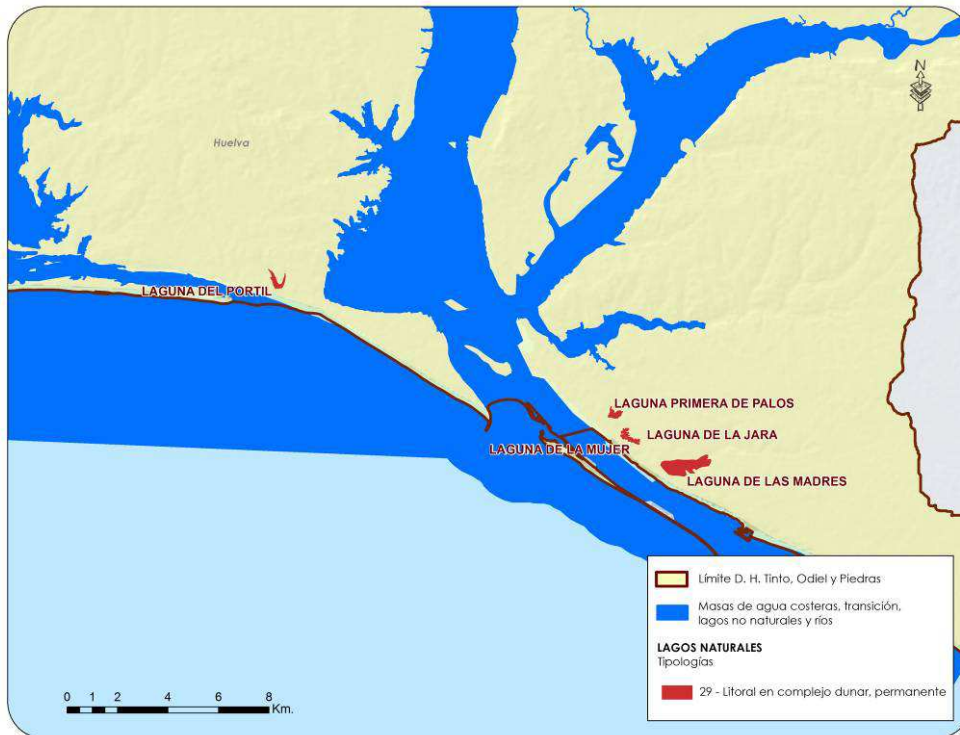 N
Huelva
LAGUNA DEL PORTIL
LAGUNA PRIMERA DE PALOS
LAGUNA DE LA JARA
LAGUNA DE LA MUJER
LAGUNA DE LAS MADRES
Límite D. H. Tinto, Odiel y Piedras
Masas de agua costeras, transición,
lagos no naturales y ríos
LAGOS NATURALES
Tipologías
29 - Litoral en complejo dunar, permanente
0 1 2 4 6 8
Km.